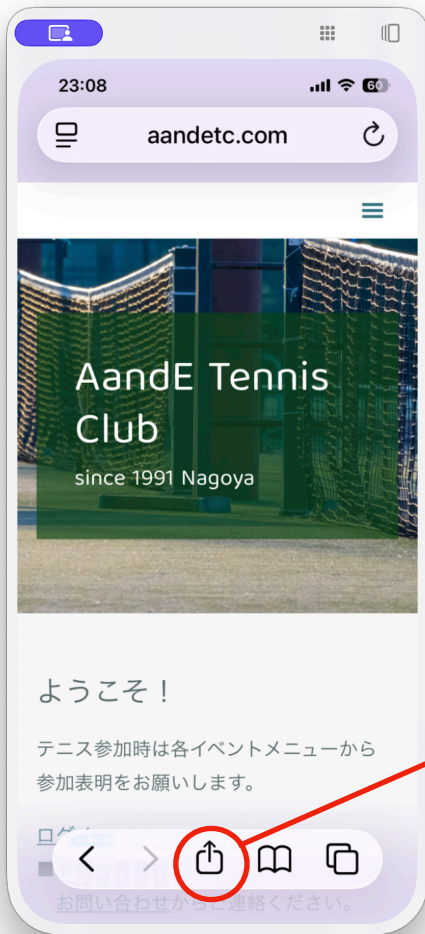 23:08
60
aandetc.com
AandE Tennis
Club
since 1991 Nagoya
ようこそ！
テニス参加時は各イベントメニューから
参加表明をお願いします。
お問い合わせからご連絡ください。